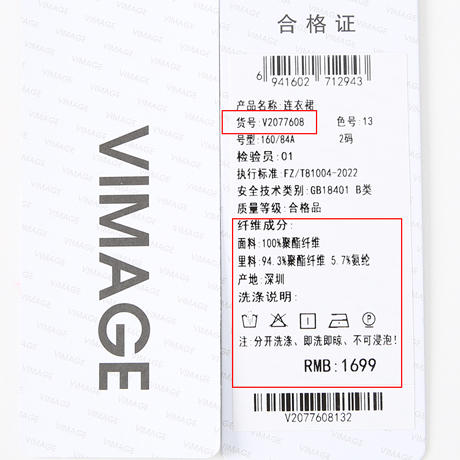 VIMAGE
合格证
6 941602 712943
产品名称:连衣裙
货号:V2077608 色号:13
号型:160/84A 2码
检验员:01
执行标准:FZ/T81004-2022
安全技术类别:GB18401 B类
质量等级:合格品
纤维成分:
面料:100%聚酯纤维
里料:94.3%聚酯纤维 5.7%氨纶
产地:深圳
洗涤说明:
P
注:分开洗涤、即洗即晾、不可浸泡!
RMB:1699
V2077608132